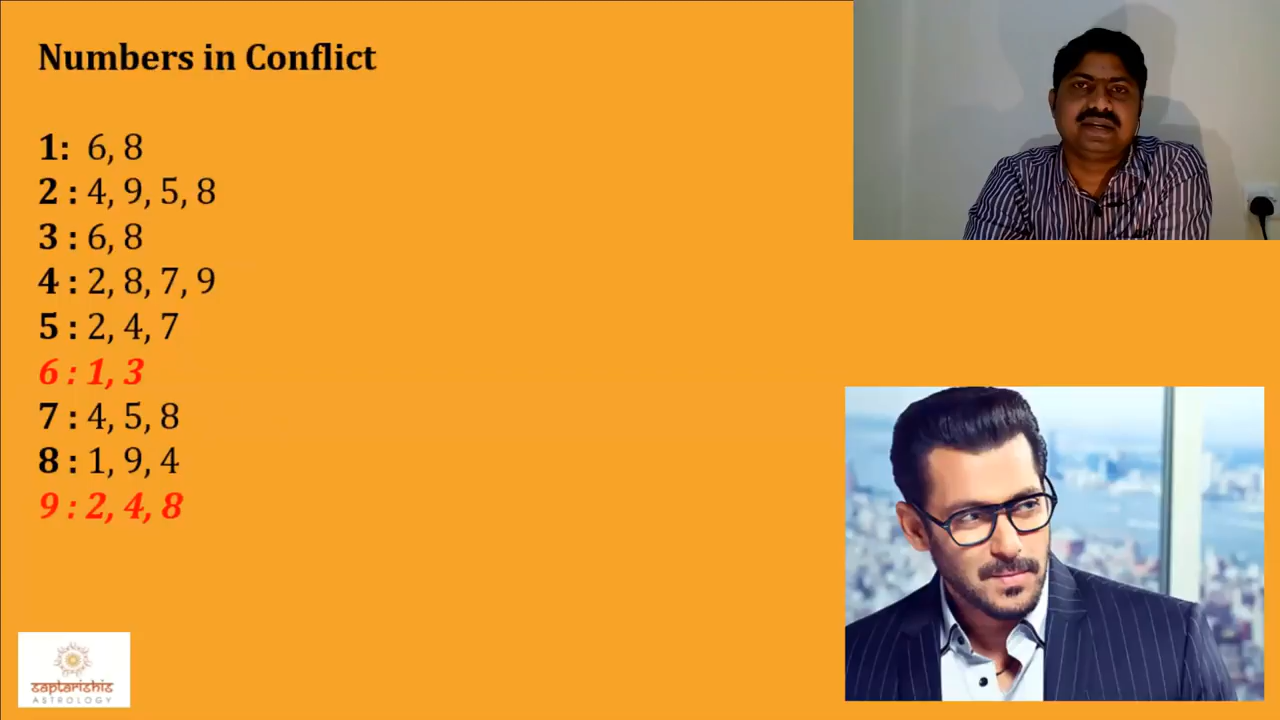 Numbers in Conflict
1: 6, 8
2 : 4, 9, 5, 8
3 : 6, 8
4 : 2, 8, 7, 9
5 : 2, 4, 7
6 : 1, 3
7 : 4, 5, 8
8 : 1, 9, 4
9 : 2, 4, 8
saptarishis
ASTROLOGY